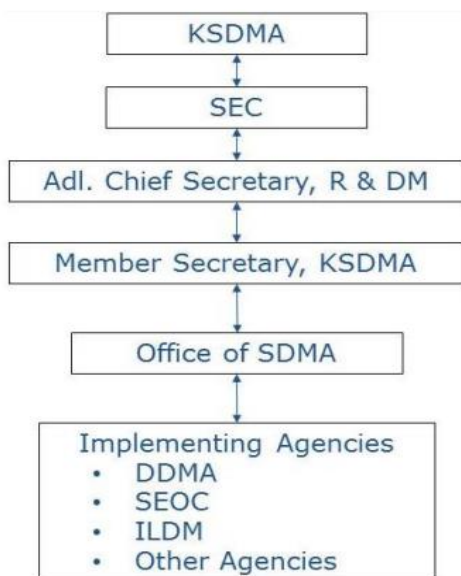 KSDMA
SEC
Adl. Chief Secretary, R & DM
Member Secretary, KSDMA
Office of SDMA
Implementing Agencies
• DDMA
• SEOC
• ILDM
• Other Agencies